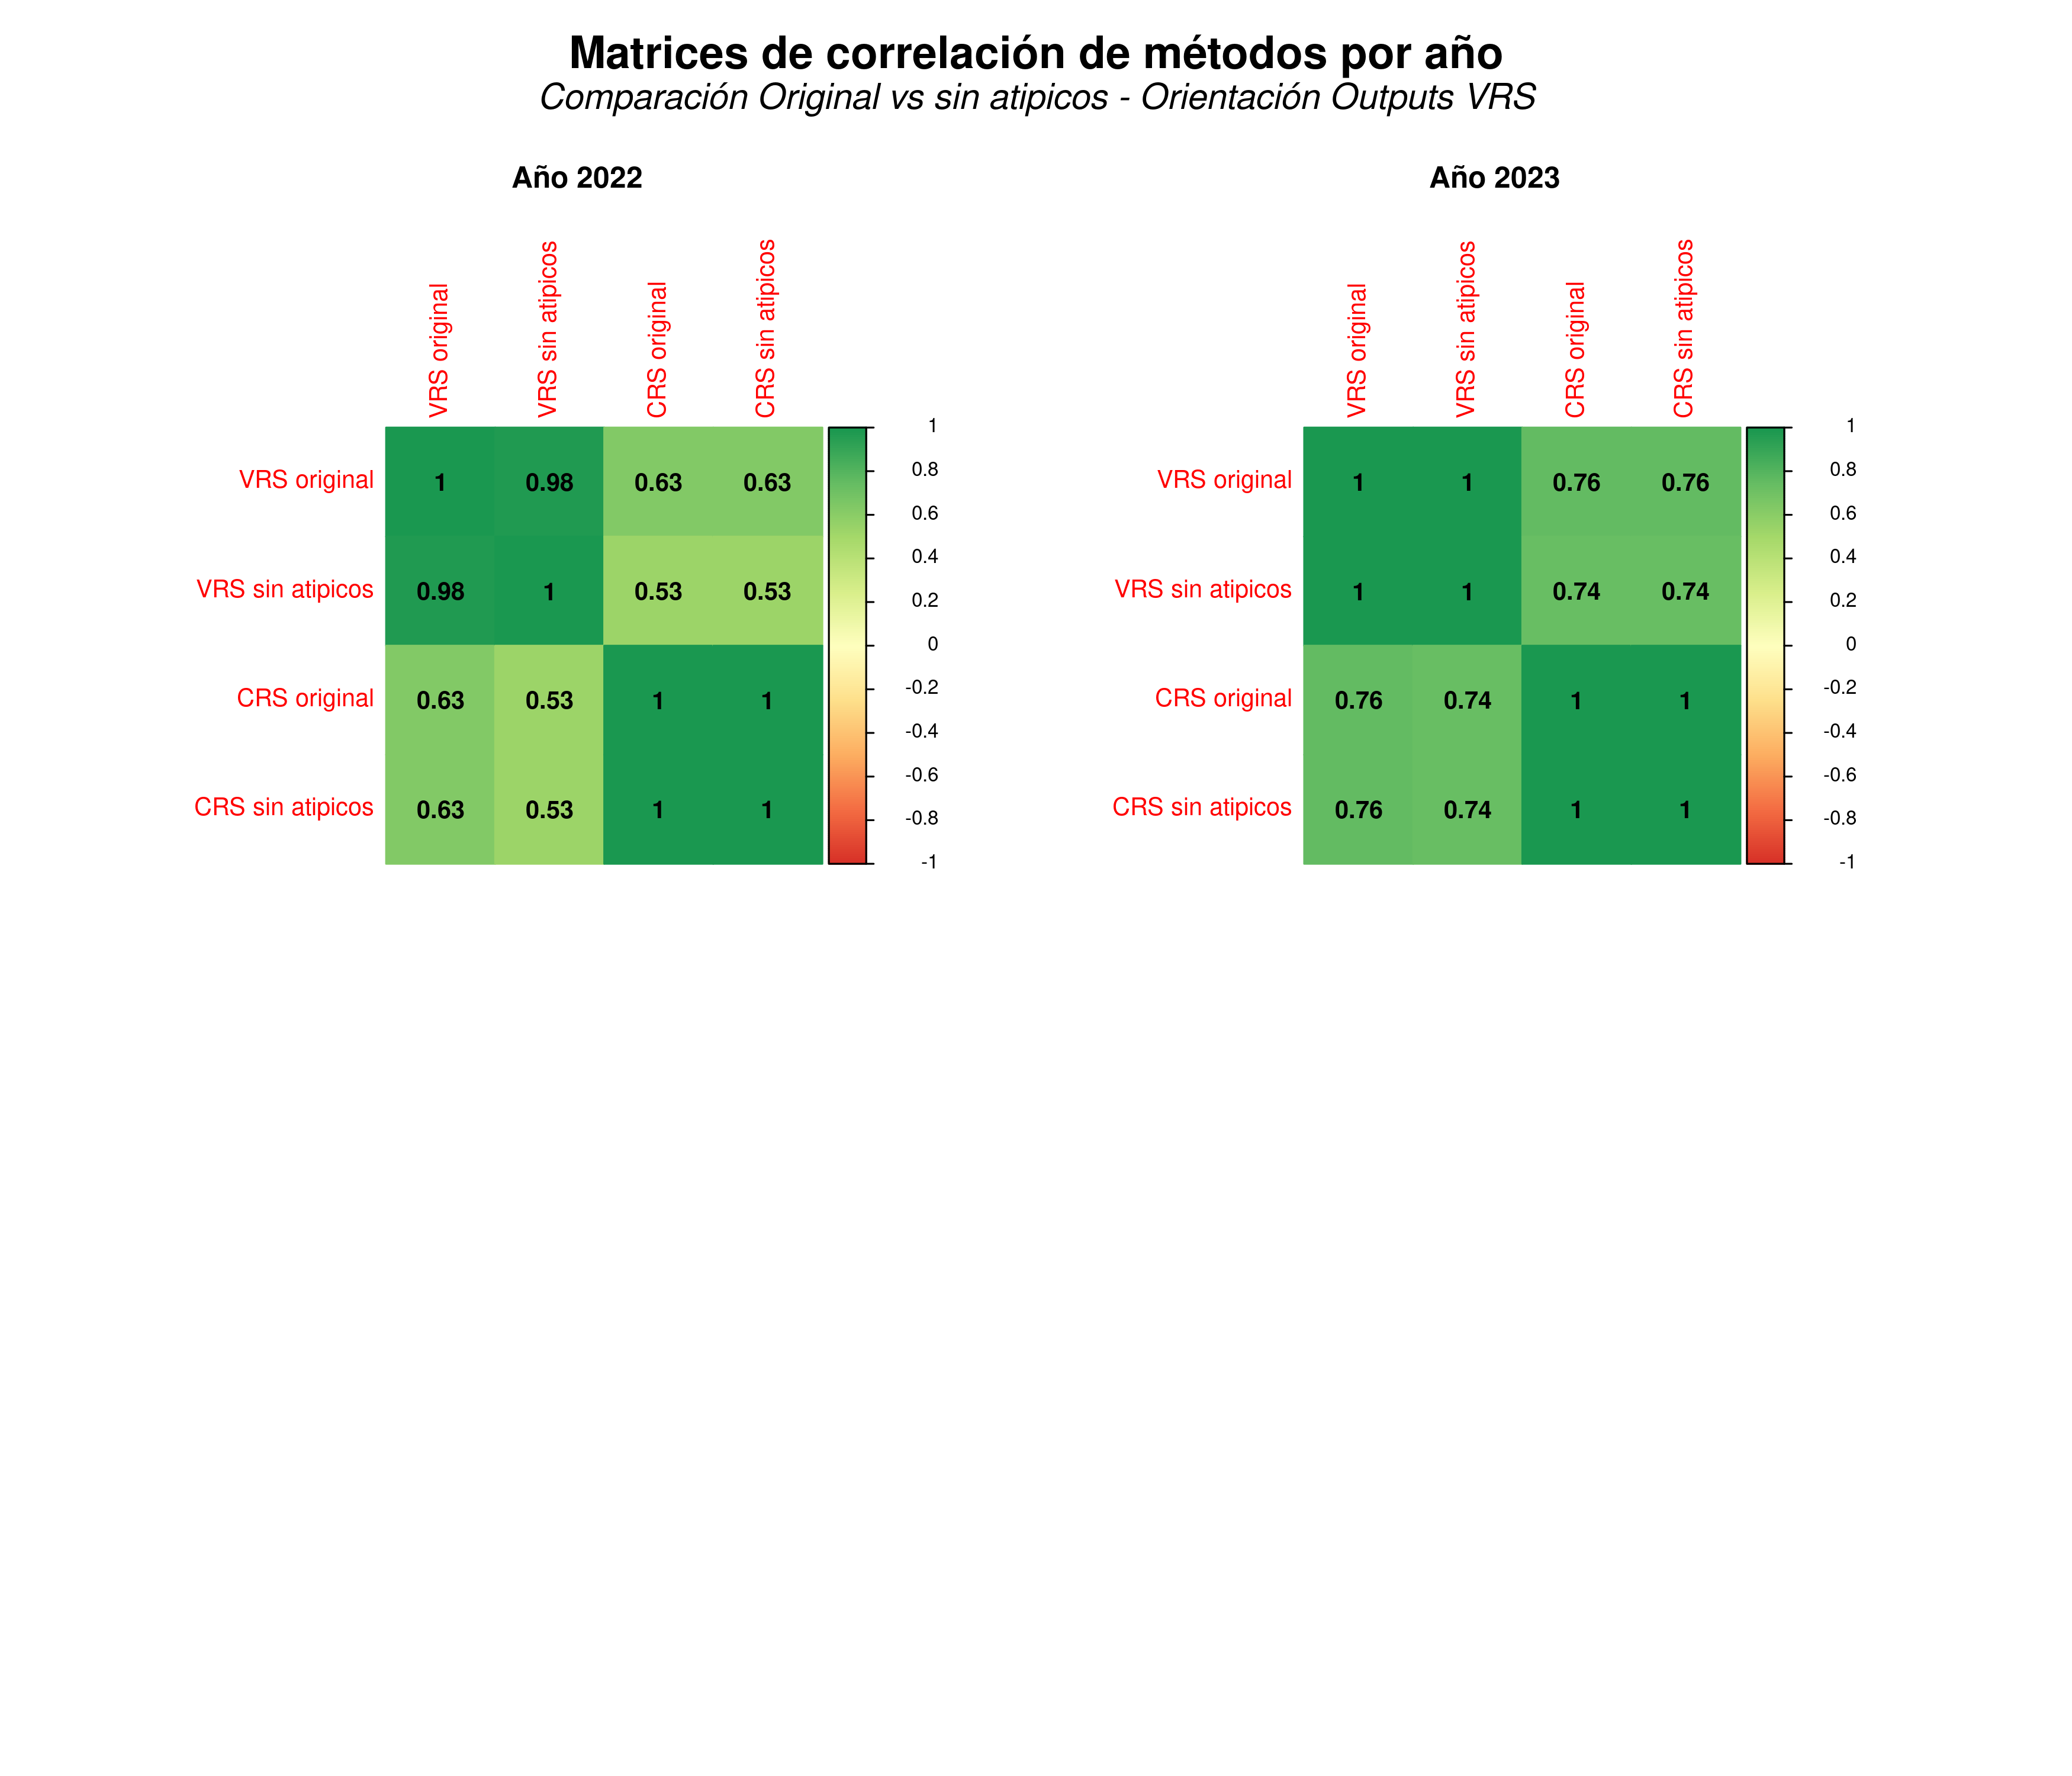 Matrices de correlación de métodos por año
Comparación Original vs sin atipicos - Orientación Outputs VRS
Año 2022
VRS original
VRS sin atipicos
CRS original
CRS sin atipicos
VRS original 1 0.98 0.63 0.63
VRS sin atipicos 0.98 1 0.53 0.53
CRS original 0.63 0.53 1 1
CRS sin atipicos 0.63 0.53 1 1
1
0.8
0.6
0.4
0.2
0
-0.2
-0.4
-0.6
-0.8
-1
Año 2023
VRS original
VRS sin atipicos
CRS original
CRS sin atipicos
VRS original 1 1 0.76 0.76
VRS sin atipicos 1 1 0.74 0.74
CRS original 0.76 0.74 1 1
CRS sin atipicos 0.76 0.74 1 1
1
0.8
0.6
0.4
0.2
0
-0.2
-0.4
-0.6
-0.8
-1